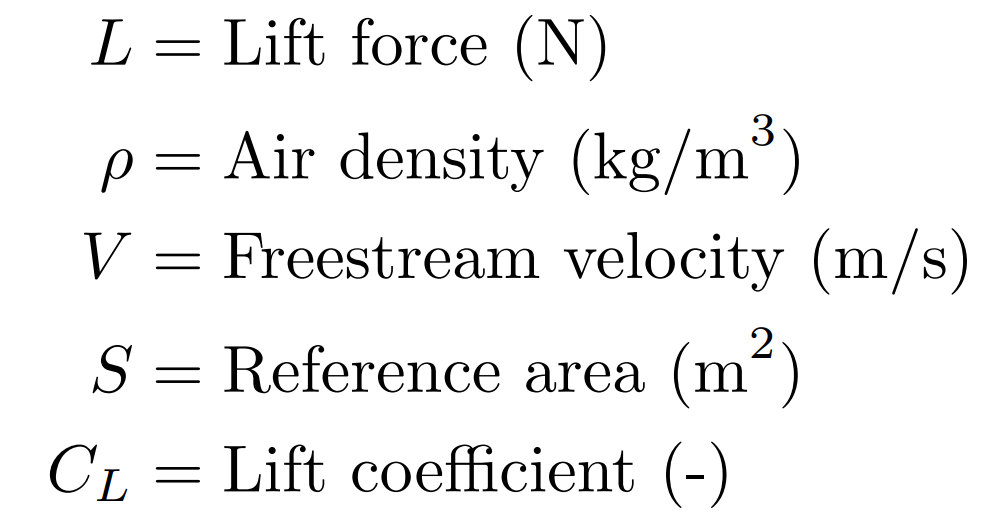 L = Lift force (N)
ρ = Air density (kg/m³)
V = Freestream velocity (m/s)
S = Reference area (m²)
C_L = Lift coefficient (-)